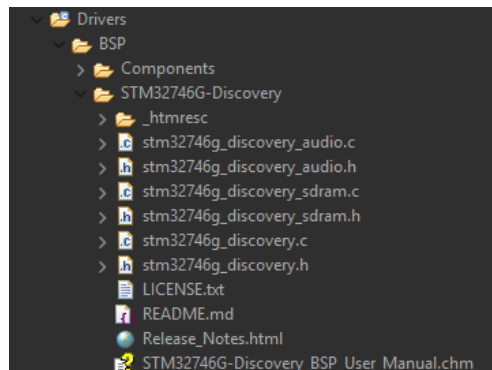 Drivers
BSP
Components
STM32746G-Discovery
_htmresc
stm32746g_discovery_audio.c
stm32746g_discovery_audio.h
stm32746g_discovery_sdram.c
stm32746g_discovery_sdram.h
stm32746g_discovery.c
stm32746g_discovery.h
LICENSE.txt
README.md
Release_Notes.html
STM32746G-Discovery_BSP_User_Manual.chm